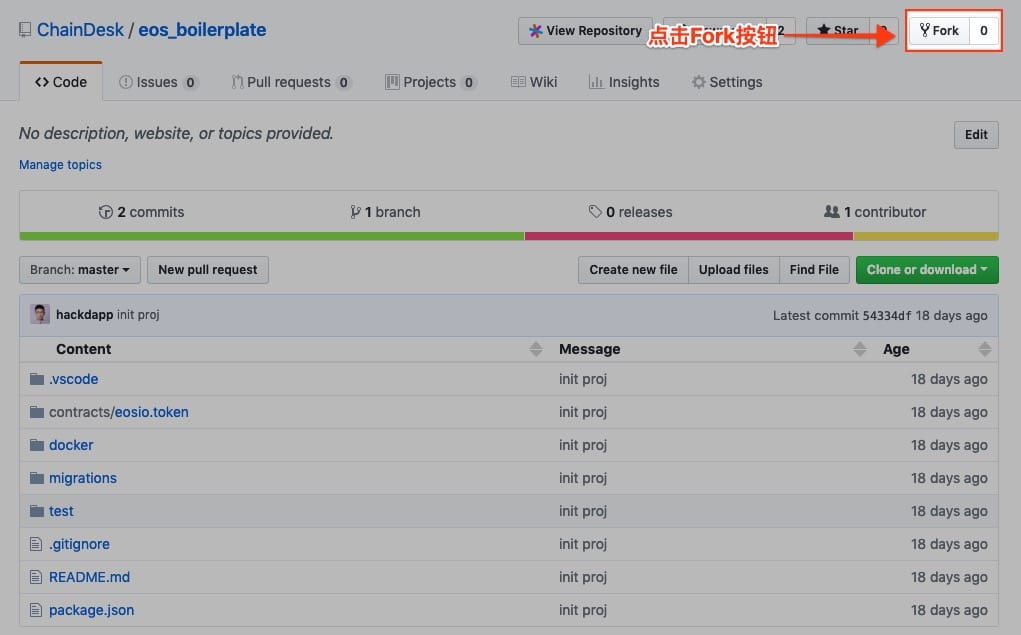 ChainDesk / eos_boilerplate
View Repository 点击Fork按钮 2 Star Fork 0
Code Issues 0 Pull requests 0 Projects 0 Wiki Insights Settings
No description, website, or topics provided. Edit
Manage topics
2 commits 1 branch 0 releases 1 contributor
Branch: master New pull request Create new file Upload files Find File Clone or download
hackdapp init proj Latest commit 54334df 18 days ago
Content Message Age
.vscode init proj 18 days ago
contracts/eosio.token init proj 18 days ago
docker init proj 18 days ago
migrations init proj 18 days ago
test init proj 18 days ago
.gitignore init proj 18 days ago
README.md init proj 18 days ago
package.json init proj 18 days ago